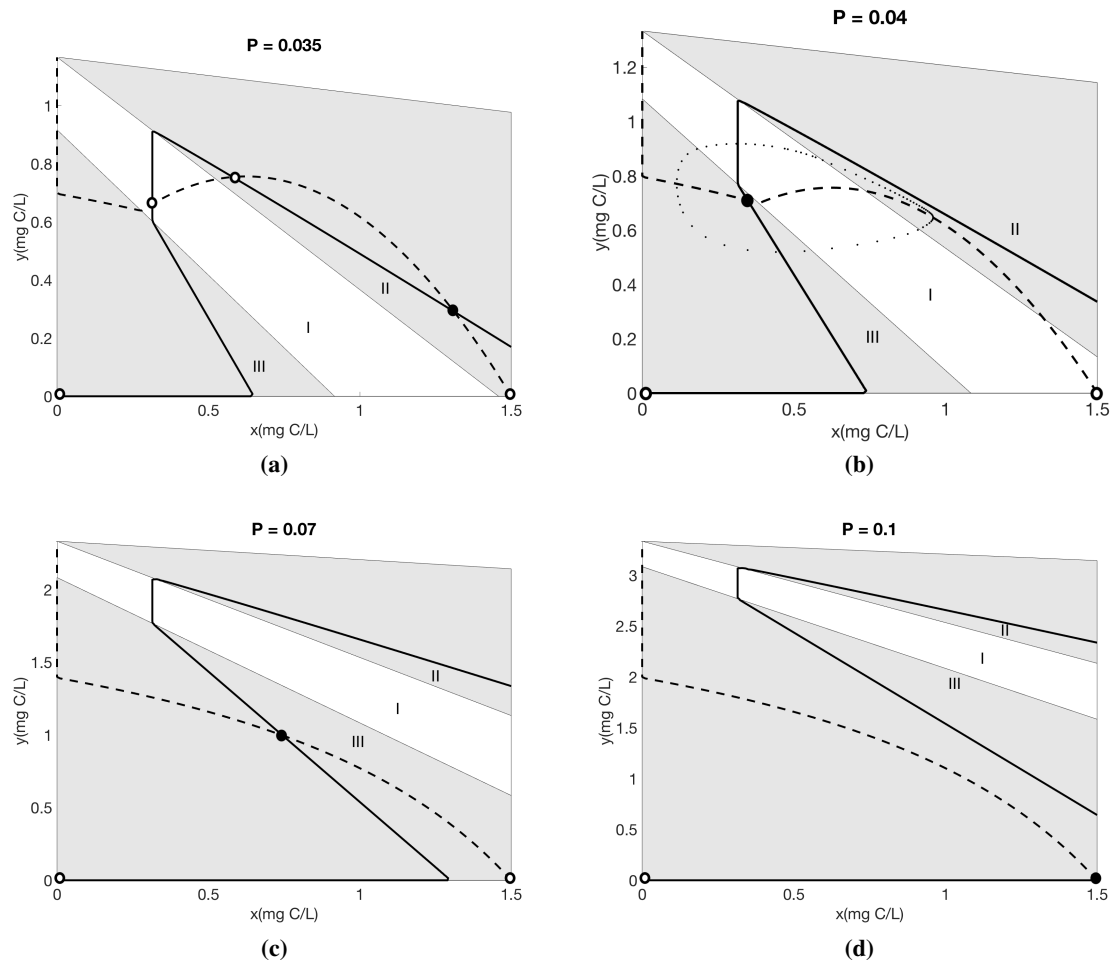 P = 0.035
y(mg C/L)
1
0.8
0.6
0.4
0.2
0
II
I
III
0 0.5 1 1.5
x(mg C/L)
(a)
P = 0.04
y(mg C/L)
1.2
1
0.8
0.6
0.4
0.2
0
II
I
III
0 0.5 1 1.5
x(mg C/L)
(b)
P = 0.07
y(mg C/L)
2
1.5
1
0.5
0
II
I
III
0 0.5 1 1.5
x(mg C/L)
(c)
P = 0.1
y(mg C/L)
3
2.5
2
1.5
1
0.5
0
II
I
III
0 0.5 1 1.5
x(mg C/L)
(d)